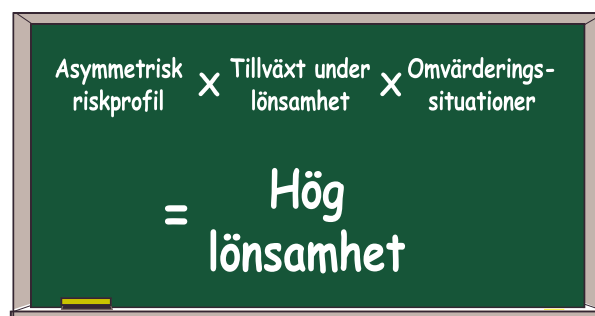 Asymmetrisk riskprofil x Tillväxt under lönsamhet x Omvärderings-situationer
= Hög lönsamhet